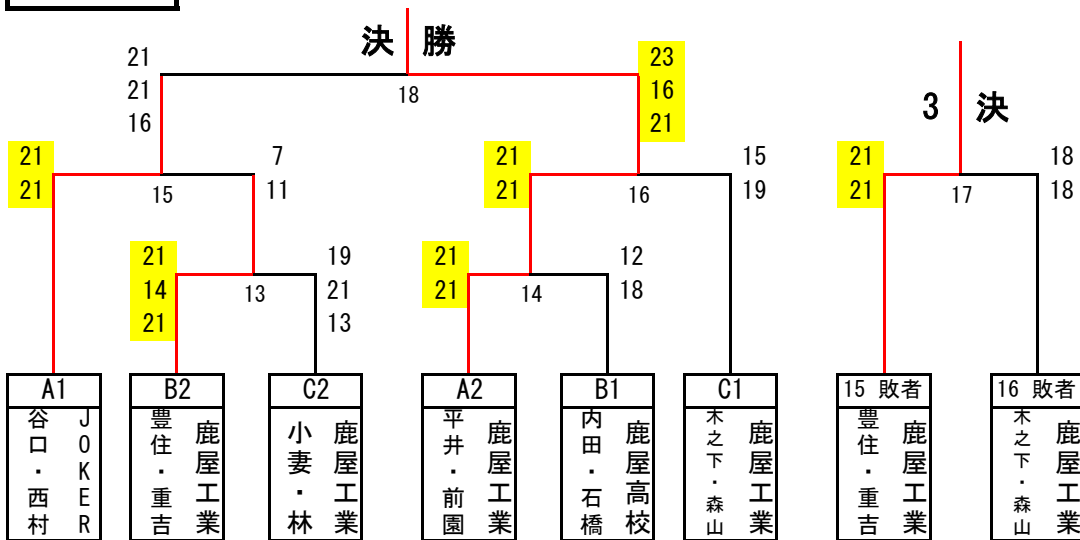 決 勝
21 23
21 18 16
16 21
3 決
21 7 21 15 21 18
21 15 11 21 16 19 21 17 18
21 19 21 12
14 13 21 21 14 18
21 13
A1 B2 C2 A2 B1 C1 15 敗者 16 敗者
谷口・西村 JOKER
豊住・重吉 鹿屋工業
小妻・林 鹿屋工業
平井・前園 鹿屋工業
内田・石橋 鹿屋高校
木之下・森山 鹿屋工業
豊住・重吉 鹿屋工業
木之下・森山 鹿屋工業